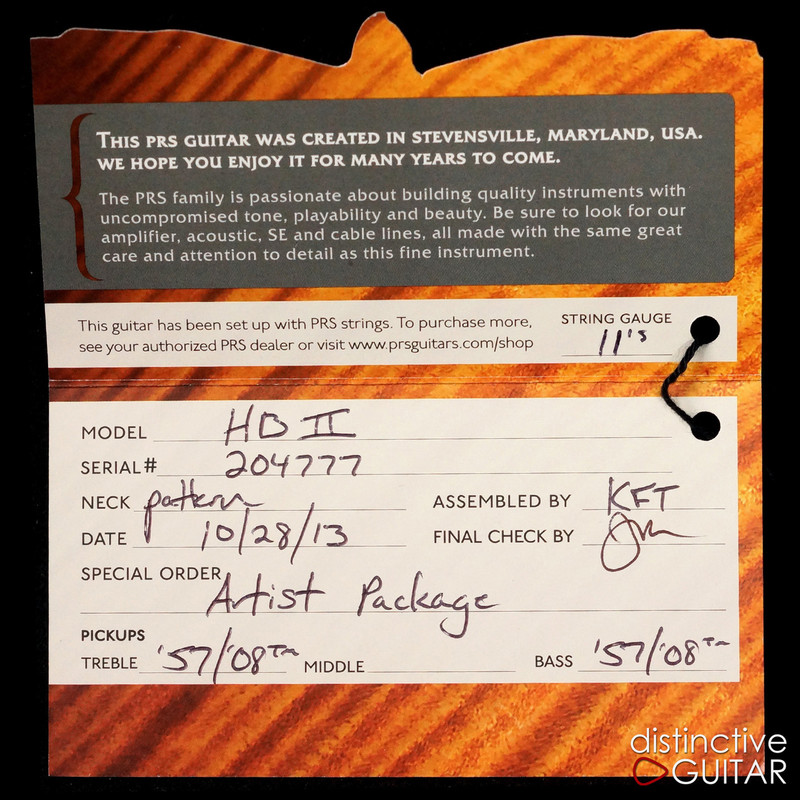 THIS PRS GUITAR WAS CREATED IN STEVENSVILLE, MARYLAND, USA.
WE HOPE YOU ENJOY IT FOR MANY YEARS TO COME.
The PRS family is passionate about building quality instruments with
uncompromised tone, playability and beauty. Be sure to look for our
amplifier, acoustic, SE and cable lines, all made with the same great
care and attention to detail as this fine instrument.
This guitar has been set up with PRS strings. To purchase more,
see your authorized PRS dealer or visit www.prsguitars.com/shop
STRING GAUGE
11's
MODEL HB II
SERIAL# 204777
NECK pattern ASSEMBLED BY KFT
DATE 10/28/13 FINAL CHECK BY
SPECIAL ORDER Artist Package
PICKUPS
TREBLE '57/'08 TM MIDDLE BASS '57/'08 TM
distinctive
GUITAR